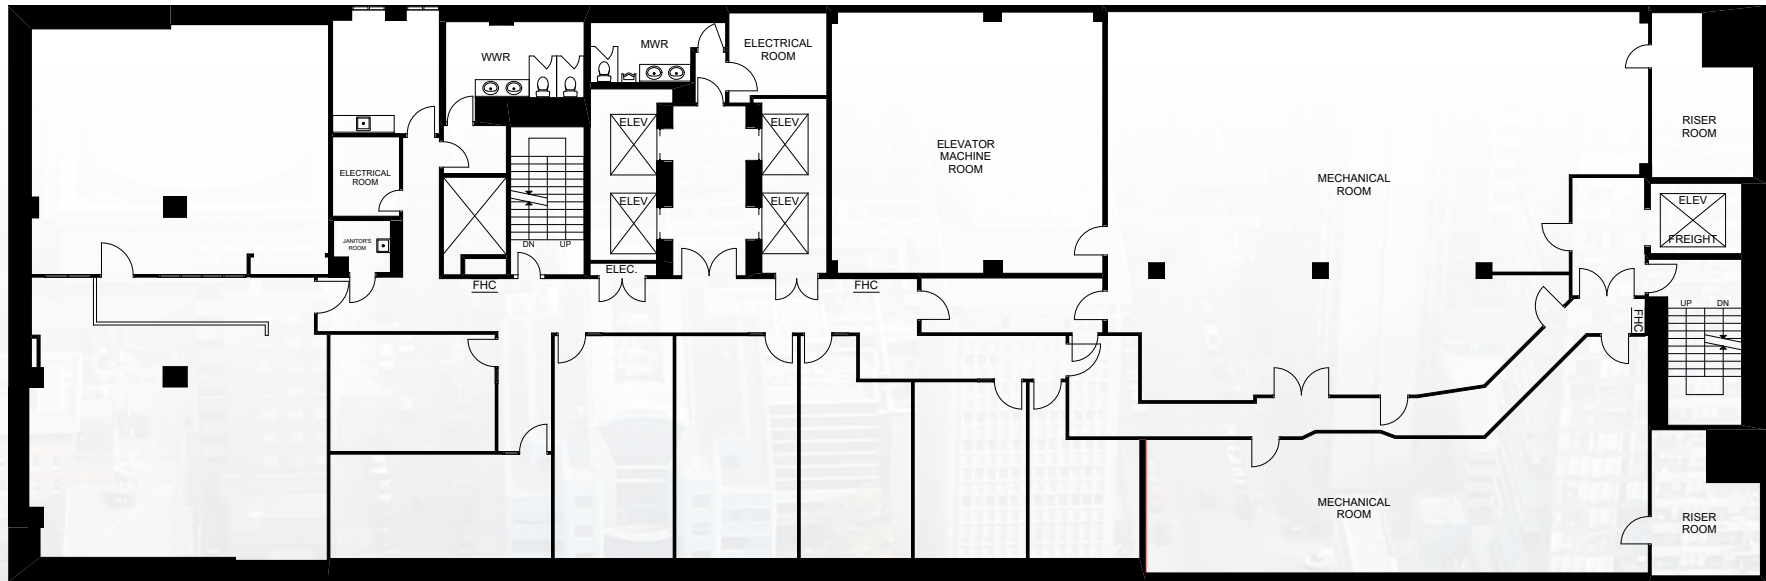 WWR
MWR
ELECTRICAL
ROOM
ELEV
ELEV
ELECTRICAL
ROOM
ELEVATOR
MACHINE
ROOM
MECHANICAL
ROOM
RISER
ROOM
ELEV
ELEV
ELEV
FREIGHT
JANITOR'S
ROOM
DN
UP
ELEC.
FHC
FHC
UP
DN
FHC
MECHANICAL
ROOM
RISER
ROOM